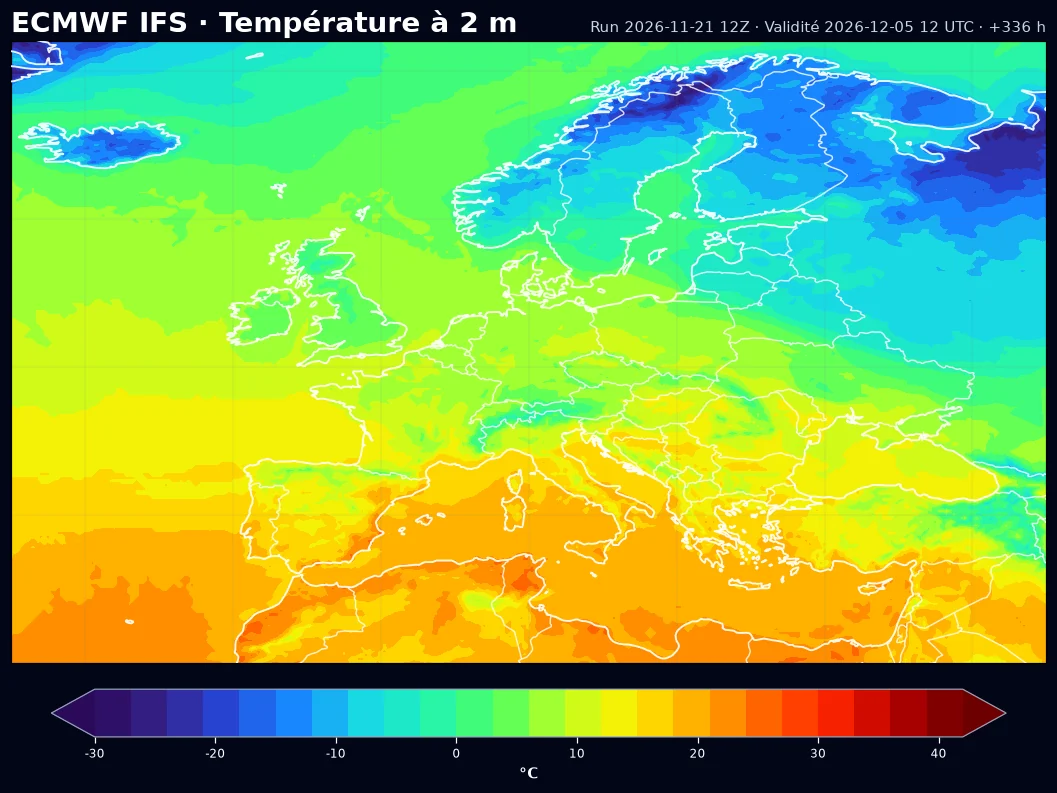 ECMWF IFS · Température à 2 m
Run 2026-11-21 12Z · Validité 2026-12-05 12 UTC · +336 h
-30 -20 -10 0 10 20 30 40
°C